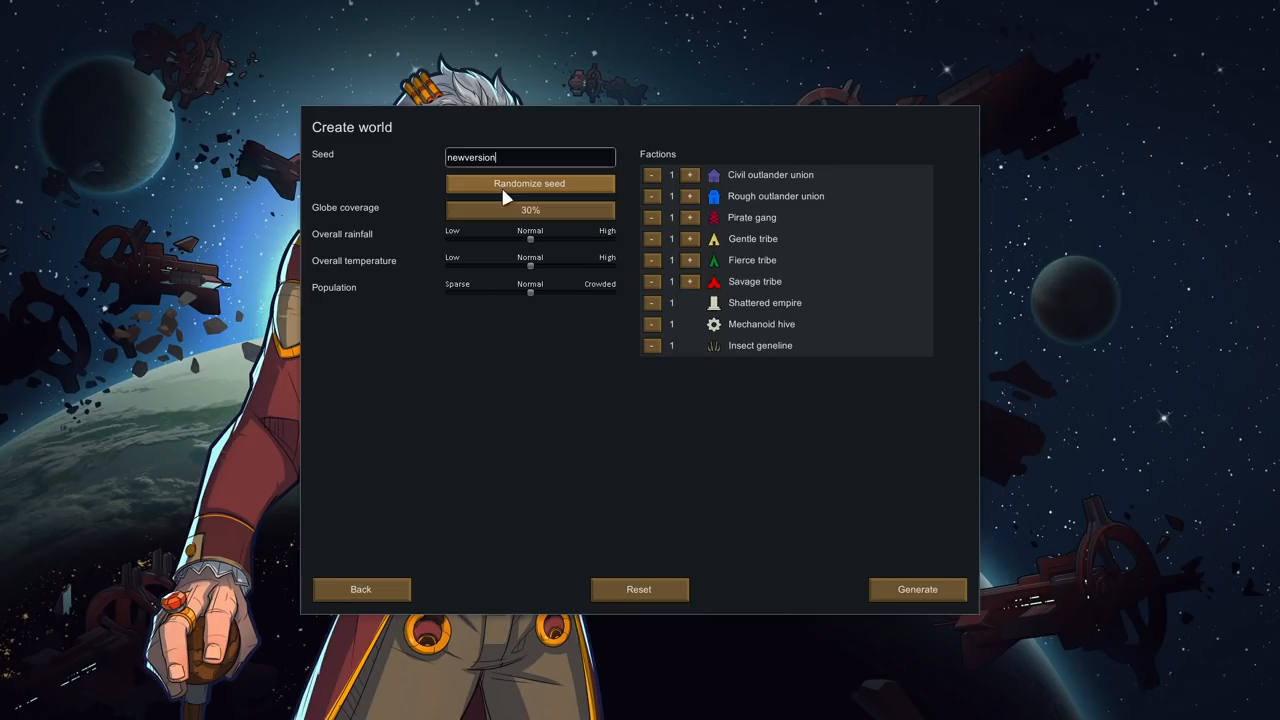 Create world
Seed
newversion
Randomize seed
Globe coverage
30%
Overall rainfall
Low Normal High
Overall temperature
Low Normal High
Population
Sparse Normal Crowded
Factions
- 1 + Civil outlander union
- 1 + Rough outlander union
- 1 + Pirate gang
- 1 + Gentle tribe
- 1 + Fierce tribe
- 1 + Savage tribe
- 1 Shattered empire
- 1 Mechanoid hive
- 1 Insect geneline
Back
Reset
Generate